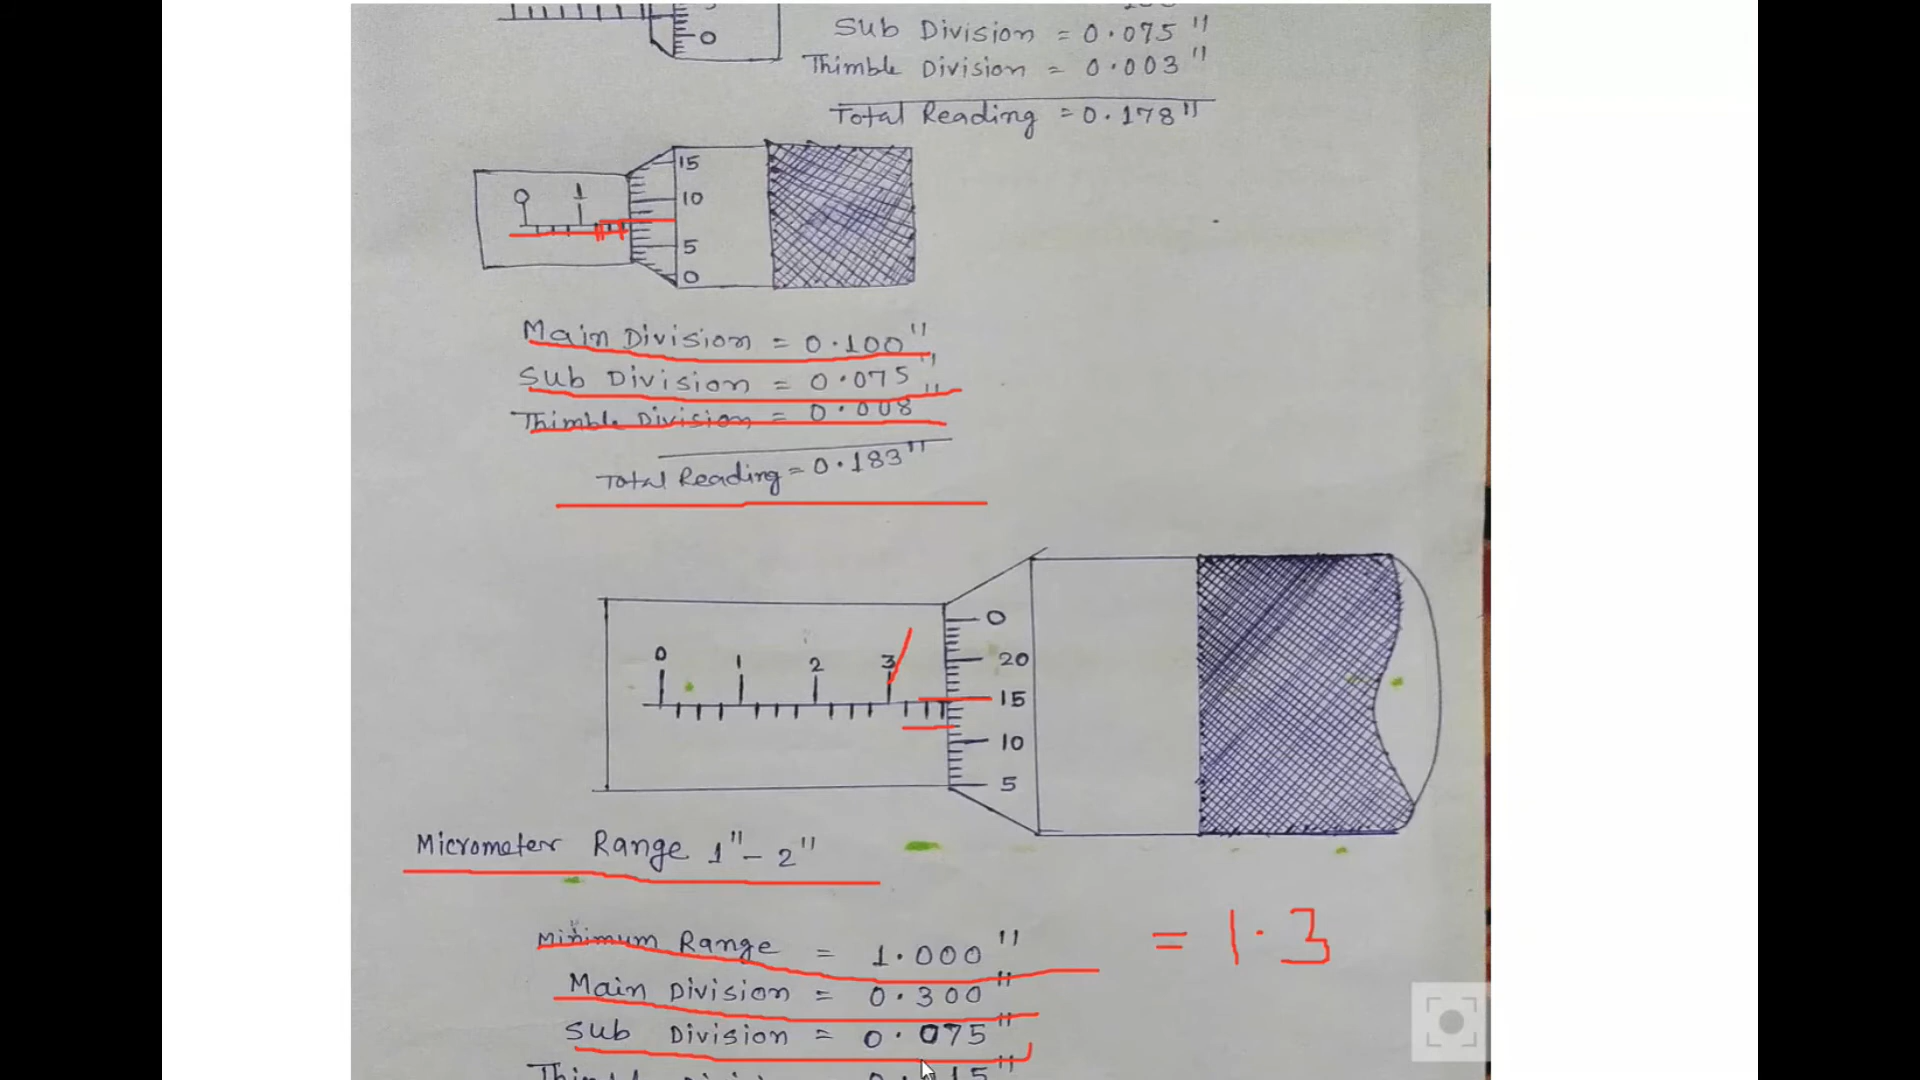 0
Sub Division = 0.075"
Thimble Division = 0.003"
Total Reading = 0.178"
0 1
15
10
5
0
Main Division = 0.100"
Sub Division = 0.075"
Thimble Division = 0.008"
Total Reading = 0.183"
0 1 2 3
0
20
15
10
5
Micrometer Range 1" - 2"
Minimum Range = 1.000"
= 1.3
Main Division = 0.300"
Sub Division = 0.075"